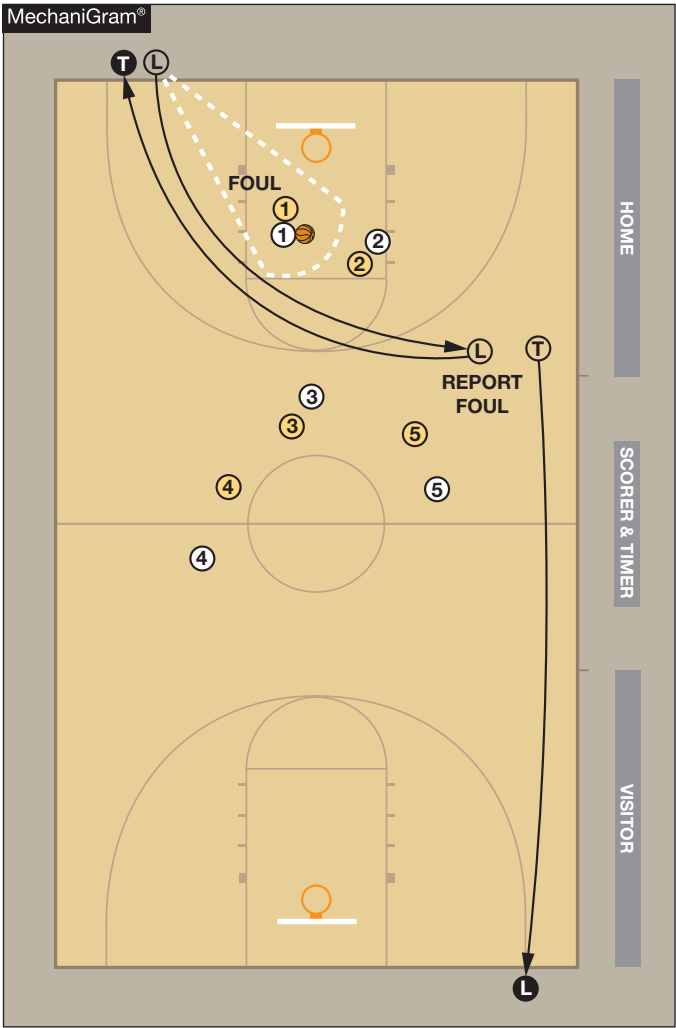 MechaniGram®
T L
FOUL
1
1
2
2
HOME
L T
REPORT
FOUL
3
3
5
4
5
SCORER & TIMER
4
VISITOR
L